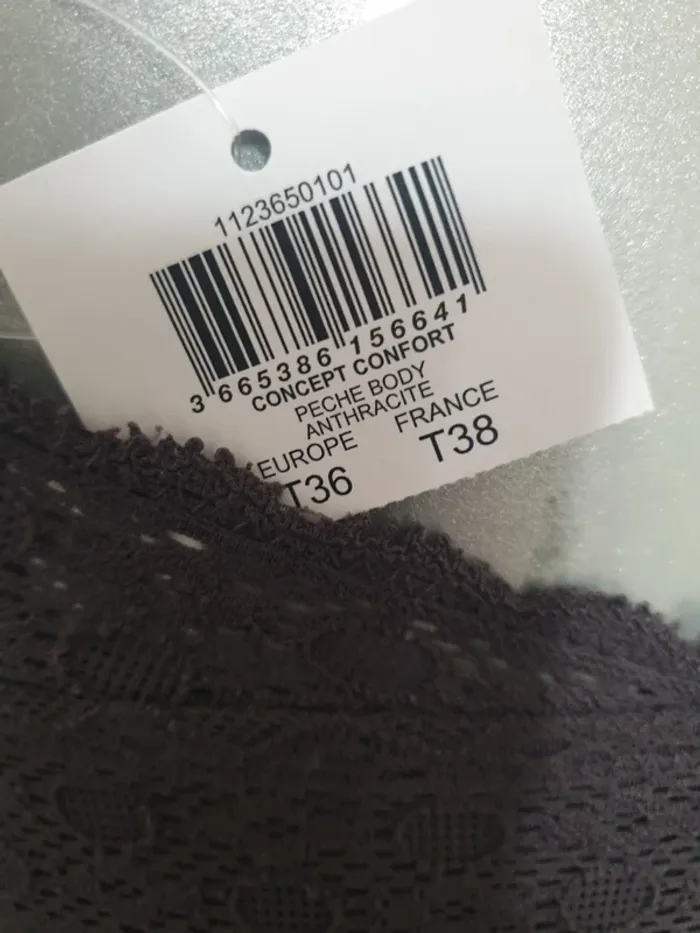 1123650101
3 665386 156641
CONCEPT CONFORT
PECHE BODY
ANTHRACITE
EUROPE FRANCE
T36 T38